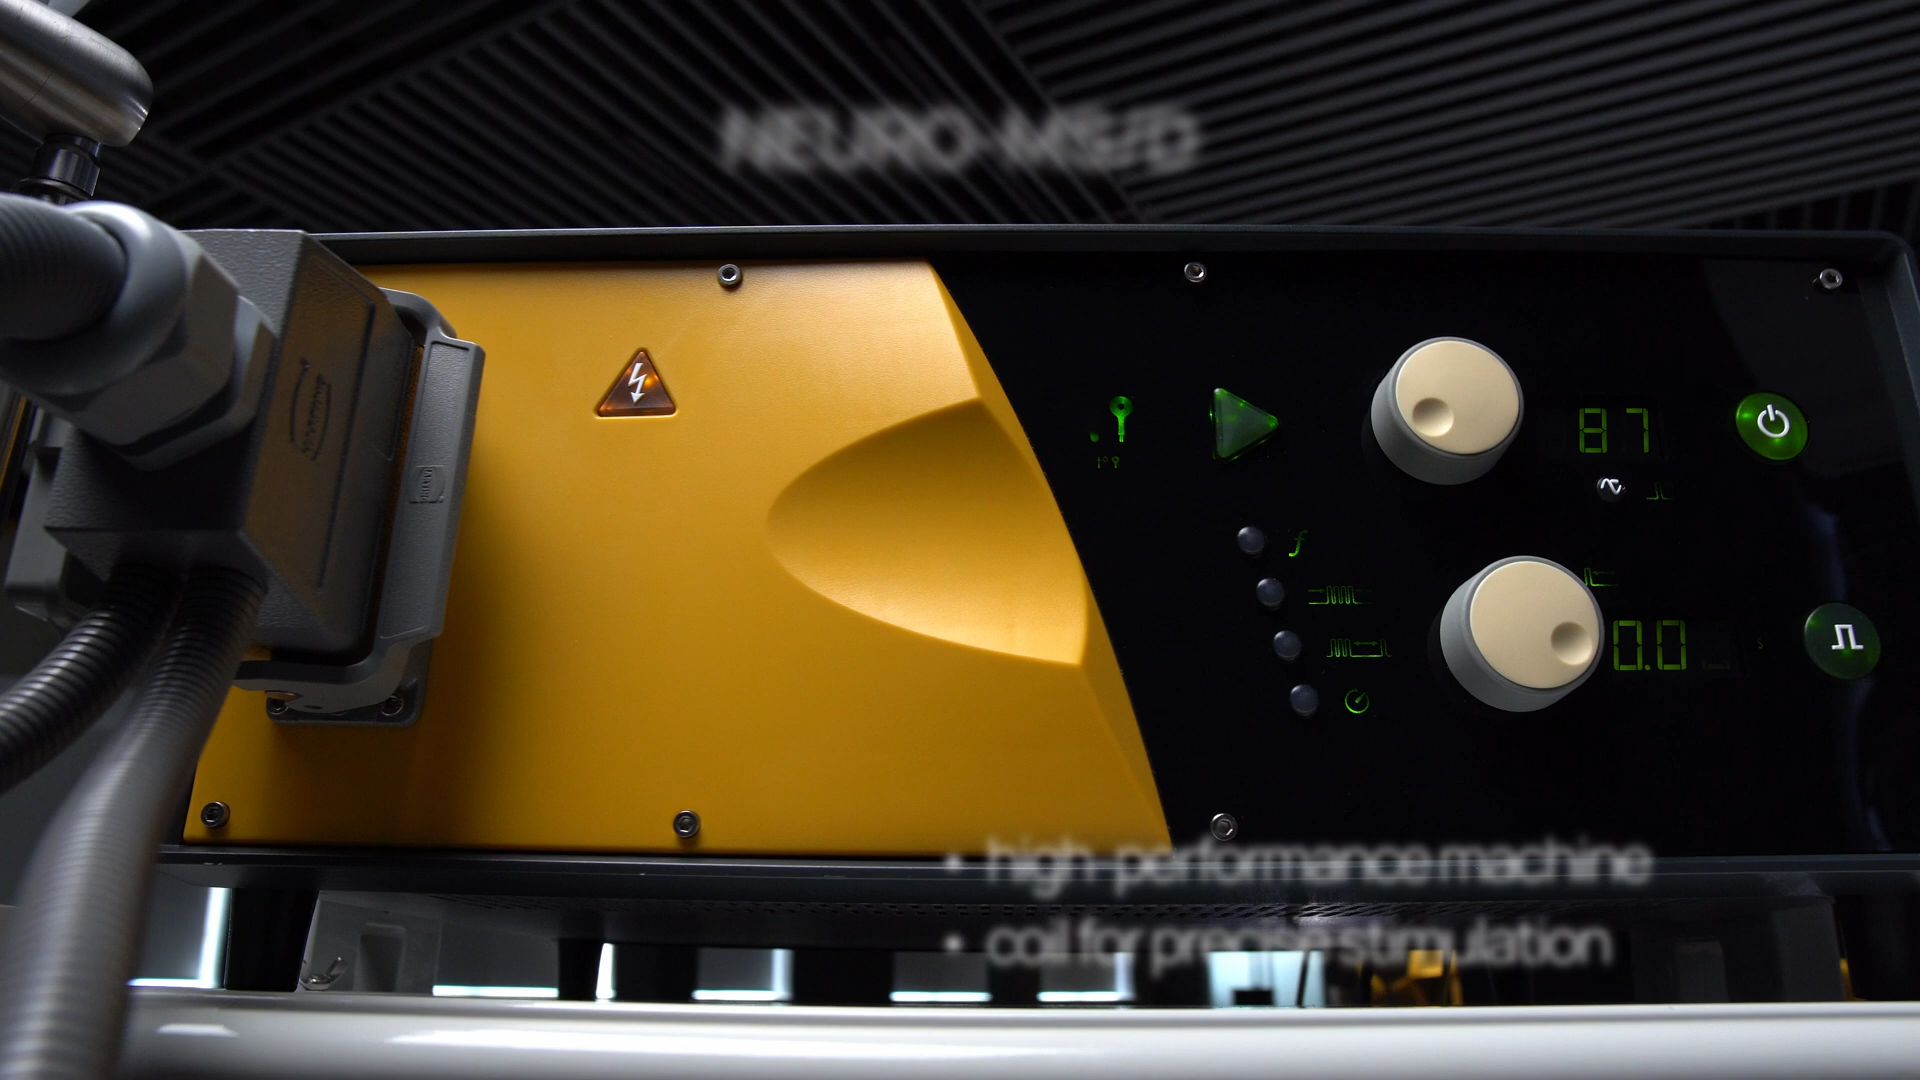 NEURO-MS/D
87
0.0
s
• high-performance machine
• coil for precise stimulation